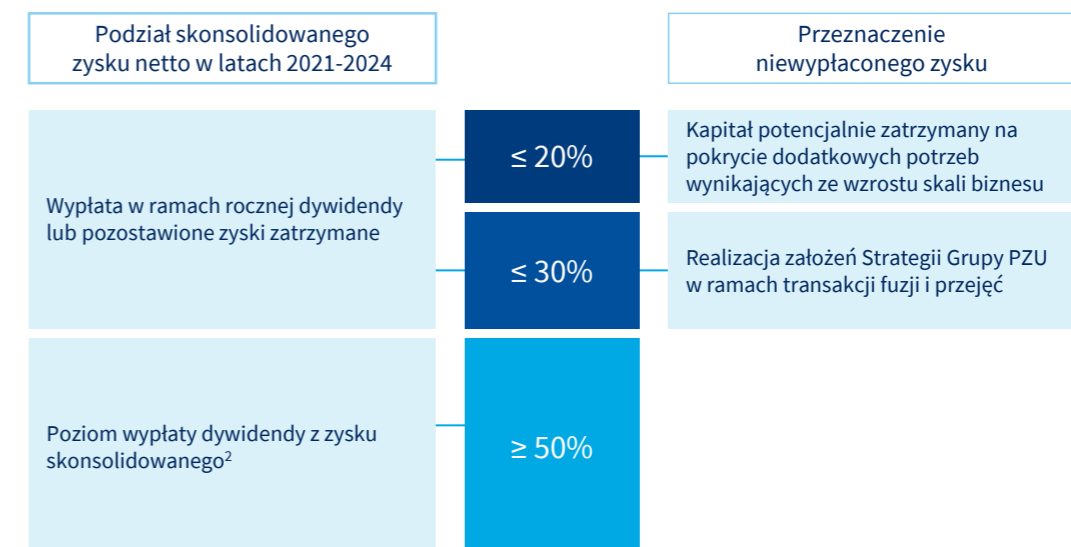 Podział skonsolidowanego
zysku netto w latach 2021-2024
Przeznaczenie
niewypłaconego zysku
Wypłata w ramach rocznej dywidendy
lub pozostawione zyski zatrzymane
≤ 20%
Kapitał potencjalnie zatrzymany na
pokrycie dodatkowych potrzeb
wynikających ze wzrostu skali biznesu
≤ 30%
Realizacja założeń Strategii Grupy PZU
w ramach transakcji fuzji i przejęć
Poziom wypłaty dywidendy z zysku
skonsolidowanego²
≥ 50%